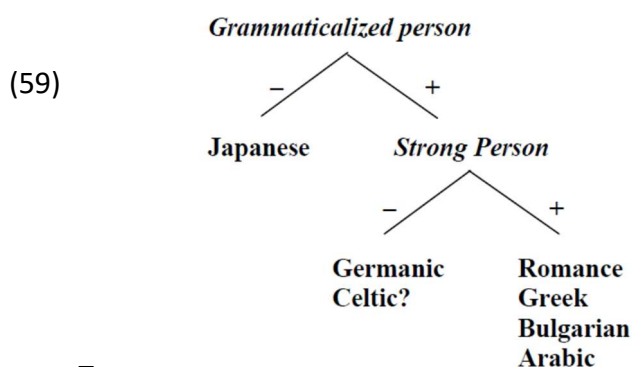 Grammaticalized person
(59)
– +
Japanese Strong Person
– +
Germanic Romance
Celtic? Greek
Bulgarian
Arabic